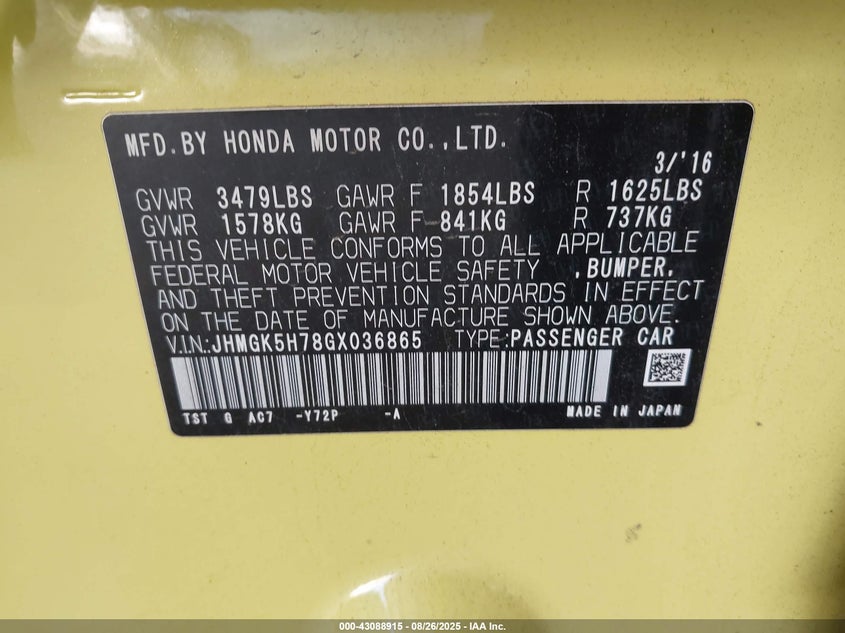 MFD.BY HONDA MOTOR CO.,LTD.
3/'16
GVWR 3479LBS GAWR F 1854LBS R 1625LBS
GVWR 1578KG GAWR F 841KG R 737KG
THIS VEHICLE CONFORMS TO ALL APPLICABLE
FEDERAL MOTOR VEHICLE SAFETY ,BUMPER,
AND THEFT PREVENTION STANDARDS IN EFFECT
ON THE DATE OF MANUFACTURE SHOWN ABOVE.
V.I.N.:JHMGK5H78GX036865 TYPE:PASSENGER CAR
TST G AC7 -Y72P -A MADE IN JAPAN
000-43088915 - 08/26/2025 - IAA Inc.